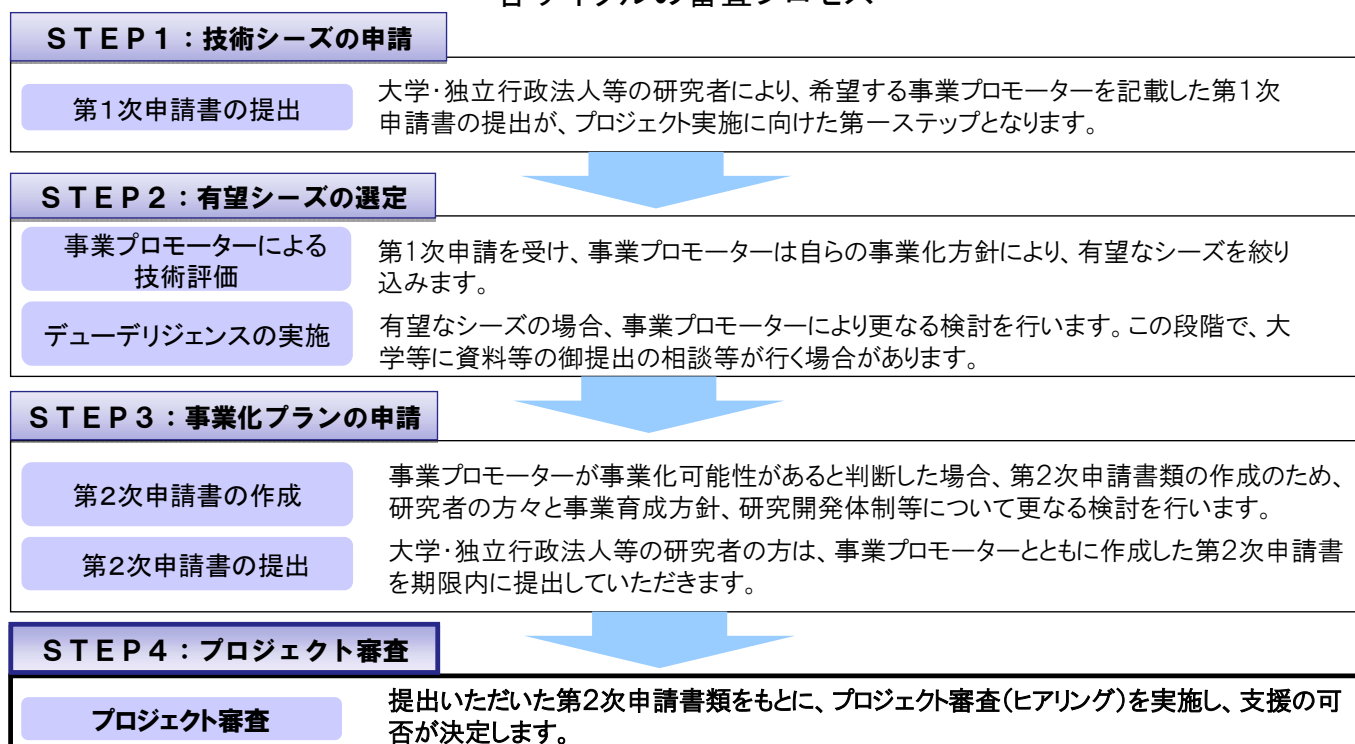 STEP1：技術シーズの申請
第1次申請書の提出
大学・独立行政法人等の研究者により、希望する事業プロモーターを記載した第1次
申請書の提出が、プロジェクト実施に向けた第一ステップとなります。
STEP2：有望シーズの選定
事業プロモーターによる
技術評価
第1次申請を受け、事業プロモーターは自らの事業化方針により、有望なシーズを絞り
込みます。
デューデリジェンスの実施
有望なシーズの場合、事業プロモーターにより更なる検討を行います。この段階で、大
学等に資料等の御提出の相談等が行く場合があります。
STEP3：事業化プランの申請
第2次申請書の作成
事業プロモーターが事業化可能性があると判断した場合、第2次申請書類の作成のため、
研究者の方々と事業育成方針、研究開発体制等について更なる検討を行います。
第2次申請書の提出
大学・独立行政法人等の研究者の方は、事業プロモーターとともに作成した第2次申請書
を期限内に提出していただきます。
STEP4：プロジェクト審査
プロジェクト審査
提出いただいた第2次申請書類をもとに、プロジェクト審査(ヒアリング)を実施し、支援の可
否が決定します。